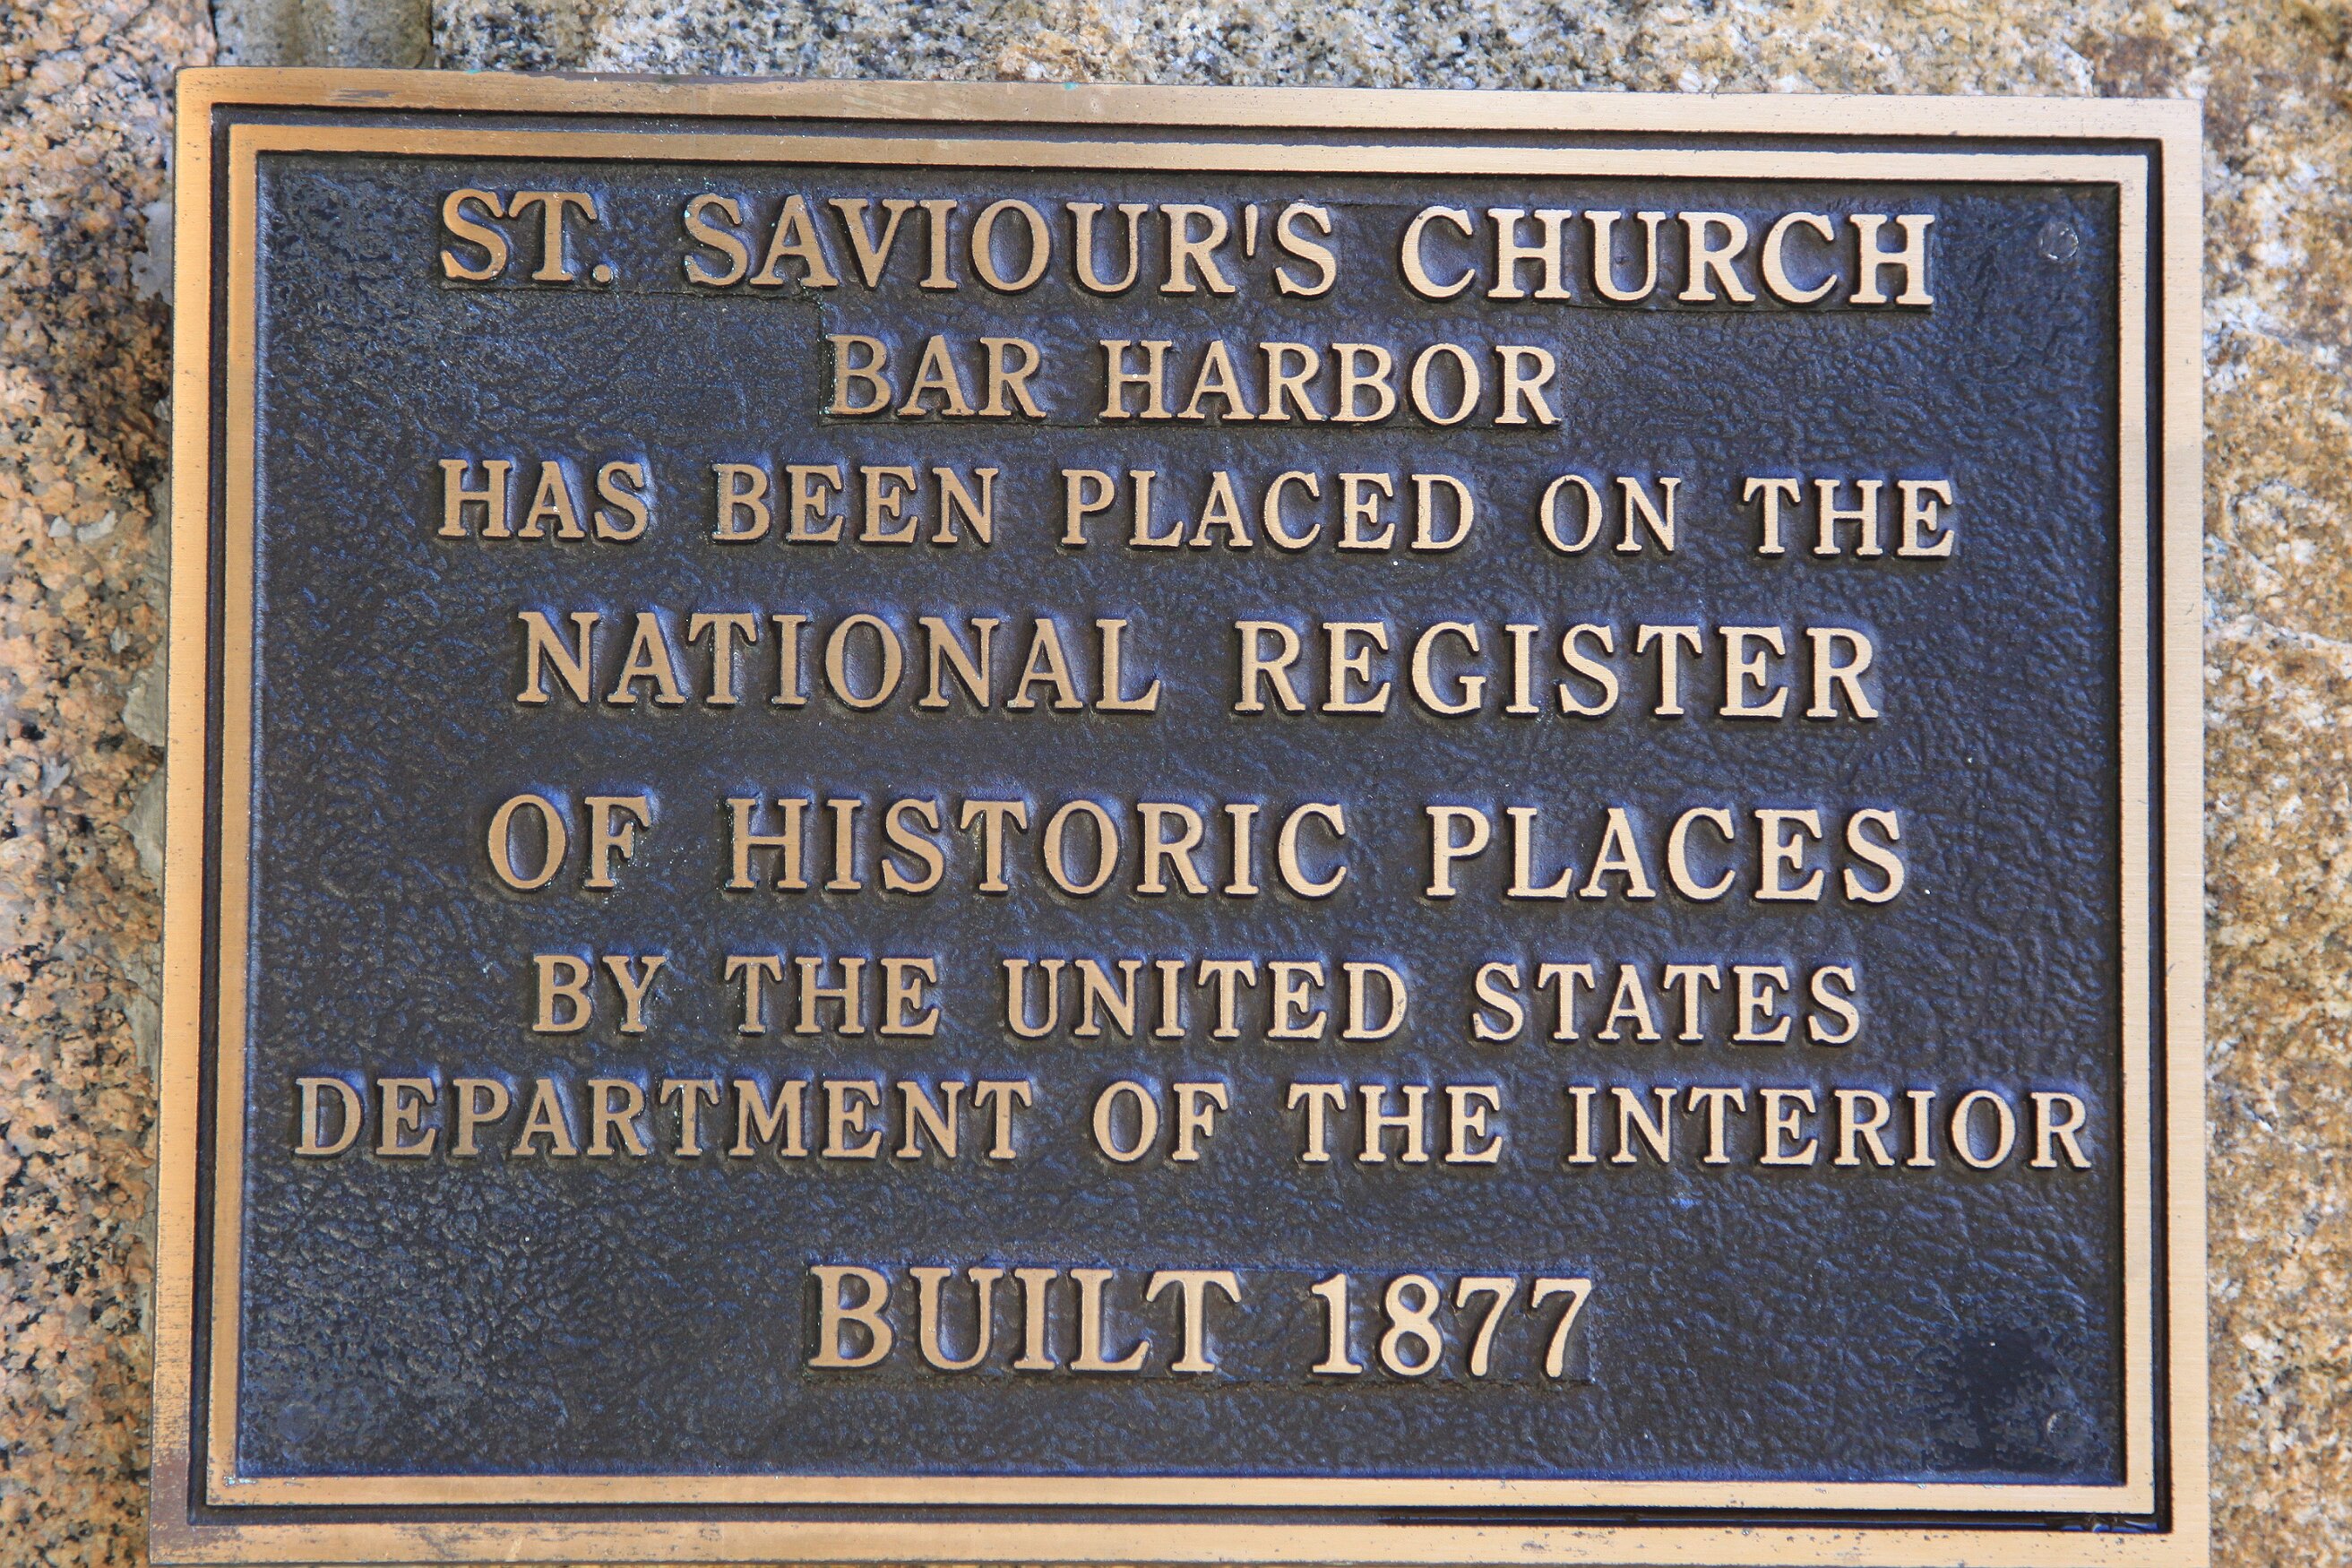 ST. SAVIOUR'S CHURCH
BAR HARBOR
HAS BEEN PLACED ON THE
NATIONAL REGISTER
OF HISTORIC PLACES
BY THE UNITED STATES
DEPARTMENT OF THE INTERIOR
BUILT 1877